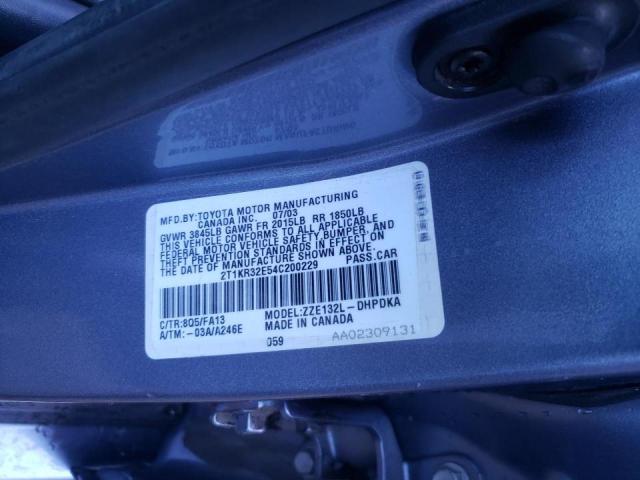 MFD.BY:TOYOTA MOTOR MANUFACTURING
CANADA INC. 07/03
GVWR 3845LB GAWR FR 2015LB RR 1850LB
THIS VEHICLE CONFORMS TO ALL APPLICABLE
FEDERAL MOTOR VEHICLE SAFETY,BUMPER, AND
THEFT PREVENTION STANDARDS IN EFFECT ON
THE DATE OF MANUFACTURE SHOWN ABOVE.
2T1KR32E54C200229 PASS.CAR
C/TR:8Q5/FA13 MODEL:ZZE132L-DHPDKA
A/TM:-03A/A246E MADE IN CANADA
059 AA02309131